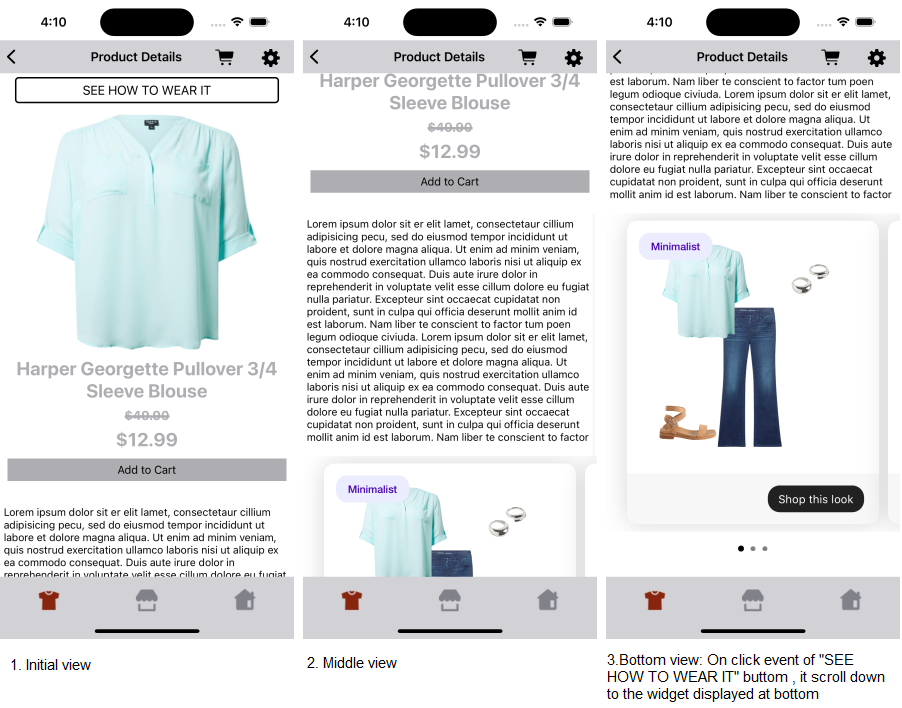 4:10
Product Details
SEE HOW TO WEAR IT
Harper Georgette Pullover 3/4
Sleeve Blouse
$49.99
$12.99
Add to Cart
Lorem ipsum dolor sit er elit lamet, consectetaur cillium
adipisicing pecu, sed do eiusmod tempor incididunt ut
labore et dolore magna aliqua. Ut enim ad minim veniam,
quis nostrud exercitation ullamco laboris nisi ut aliquip ex
ea commodo consequat. Duis aute irure dolor in
reprehenderit in voluptate velit esse cillum dolore eu fugiat
1. Initial view
4:10
Product Details
Harper Georgette Pullover 3/4
Sleeve Blouse
$49.99
$12.99
Add to Cart
Lorem ipsum dolor sit er elit lamet, consectetaur cillium
adipisicing pecu, sed do eiusmod tempor incididunt ut
labore et dolore magna aliqua. Ut enim ad minim veniam,
quis nostrud exercitation ullamco laboris nisi ut aliquip ex
ea commodo consequat. Duis aute irure dolor in
reprehenderit in voluptate velit esse cillum dolore eu fugiat
nulla pariatur. Excepteur sint occaecat cupidatat non
proident, sunt in culpa qui officia deserunt mollit anim id
est laborum. Nam liber te conscient to factor tum poen
legum odioque civiuda. Lorem ipsum dolor sit er elit lamet,
consectetaur cillium adipisicing pecu, sed do eiusmod
tempor incididunt ut labore et dolore magna aliqua. Ut
enim ad minim veniam, quis nostrud exercitation ullamco
laboris nisi ut aliquip ex ea commodo consequat. Duis aute
irure dolor in reprehenderit in voluptate velit esse cillum
dolore eu fugiat nulla pariatur. Excepteur sint occaecat
cupidatat non proident, sunt in culpa qui officia deserunt
mollit anim id est laborum. Nam liber te conscient to factor
Minimalist
2. Middle view
4:10
Product Details
est laborum. Nam liber te conscient to factor tum poen
legum odioque civiuda. Lorem ipsum dolor sit er elit lamet,
consectetaur cillium adipisicing pecu, sed do eiusmod
tempor incididunt ut labore et dolore magna aliqua. Ut
enim ad minim veniam, quis nostrud exercitation ullamco
laboris nisi ut aliquip ex ea commodo consequat. Duis aute
irure dolor in reprehenderit in voluptate velit esse cillum
dolore eu fugiat nulla pariatur. Excepteur sint occaecat
cupidatat non proident, sunt in culpa qui officia deserunt
mollit anim id est laborum. Nam liber te conscient to factor
Minimalist
Shop this look
3.Bottom view: On click event of "SEE
HOW TO WEAR IT" buttom , it scroll down
to the widget displayed at bottom